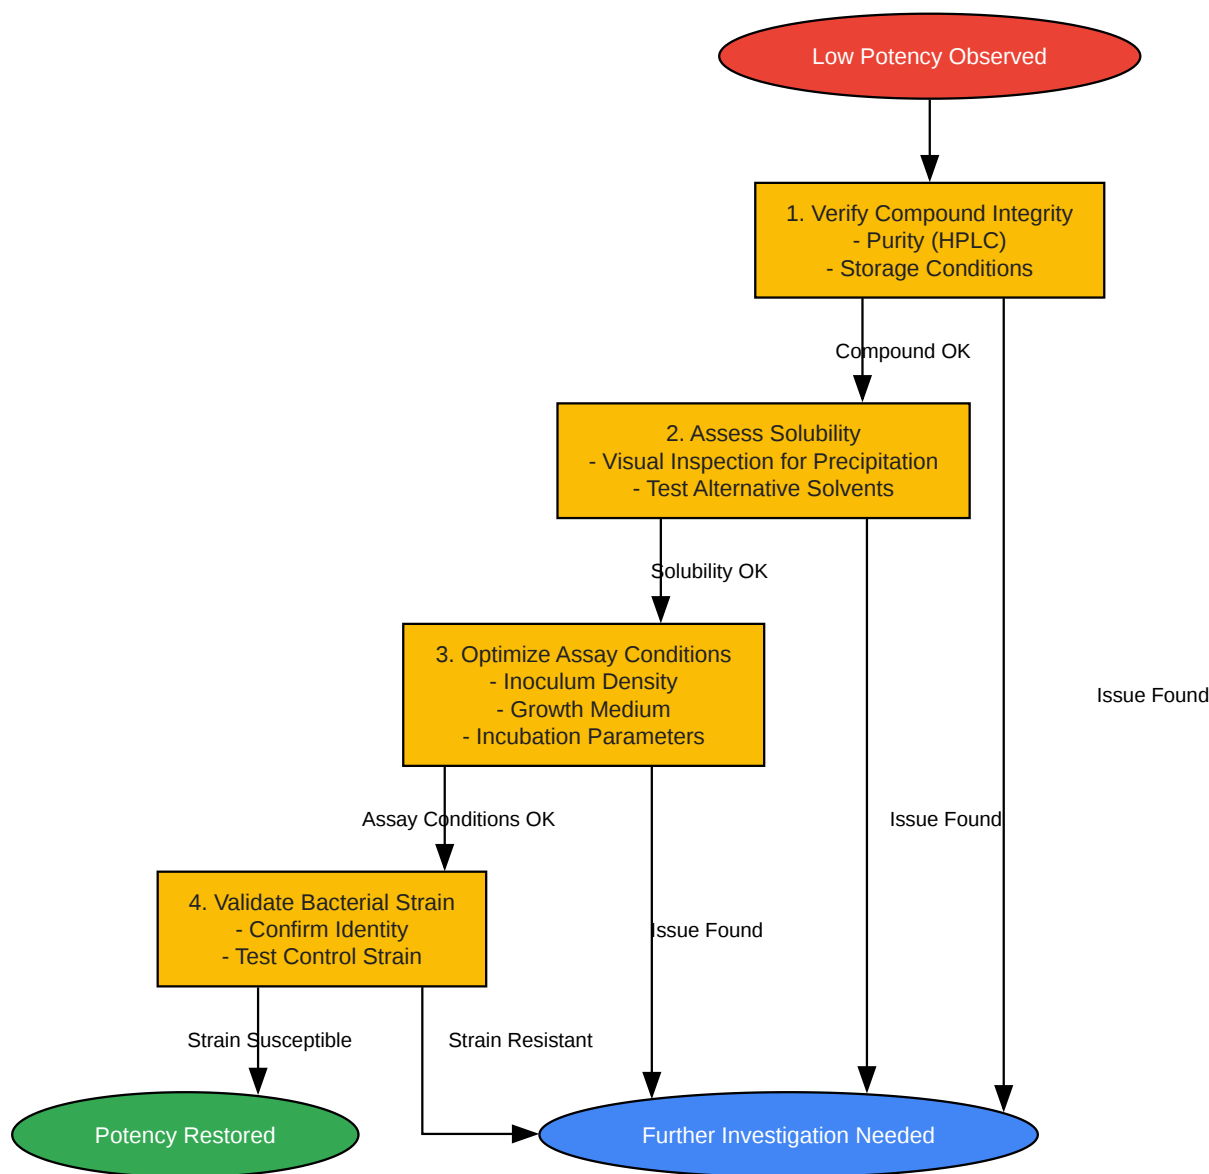 Low Potency Observed
1. Verify Compound Integrity
- Purity (HPLC)
- Storage Conditions
Compound OK
2. Assess Solubility
- Visual Inspection for Precipitation
- Test Alternative Solvents
Solubility OK
3. Optimize Assay Conditions
- Inoculum Density
- Growth Medium
- Incubation Parameters
Issue Found
Assay Conditions OK
Issue Found
4. Validate Bacterial Strain
- Confirm Identity
- Test Control Strain
Issue Found
Strain Susceptible
Strain Resistant
Potency Restored
Further Investigation Needed